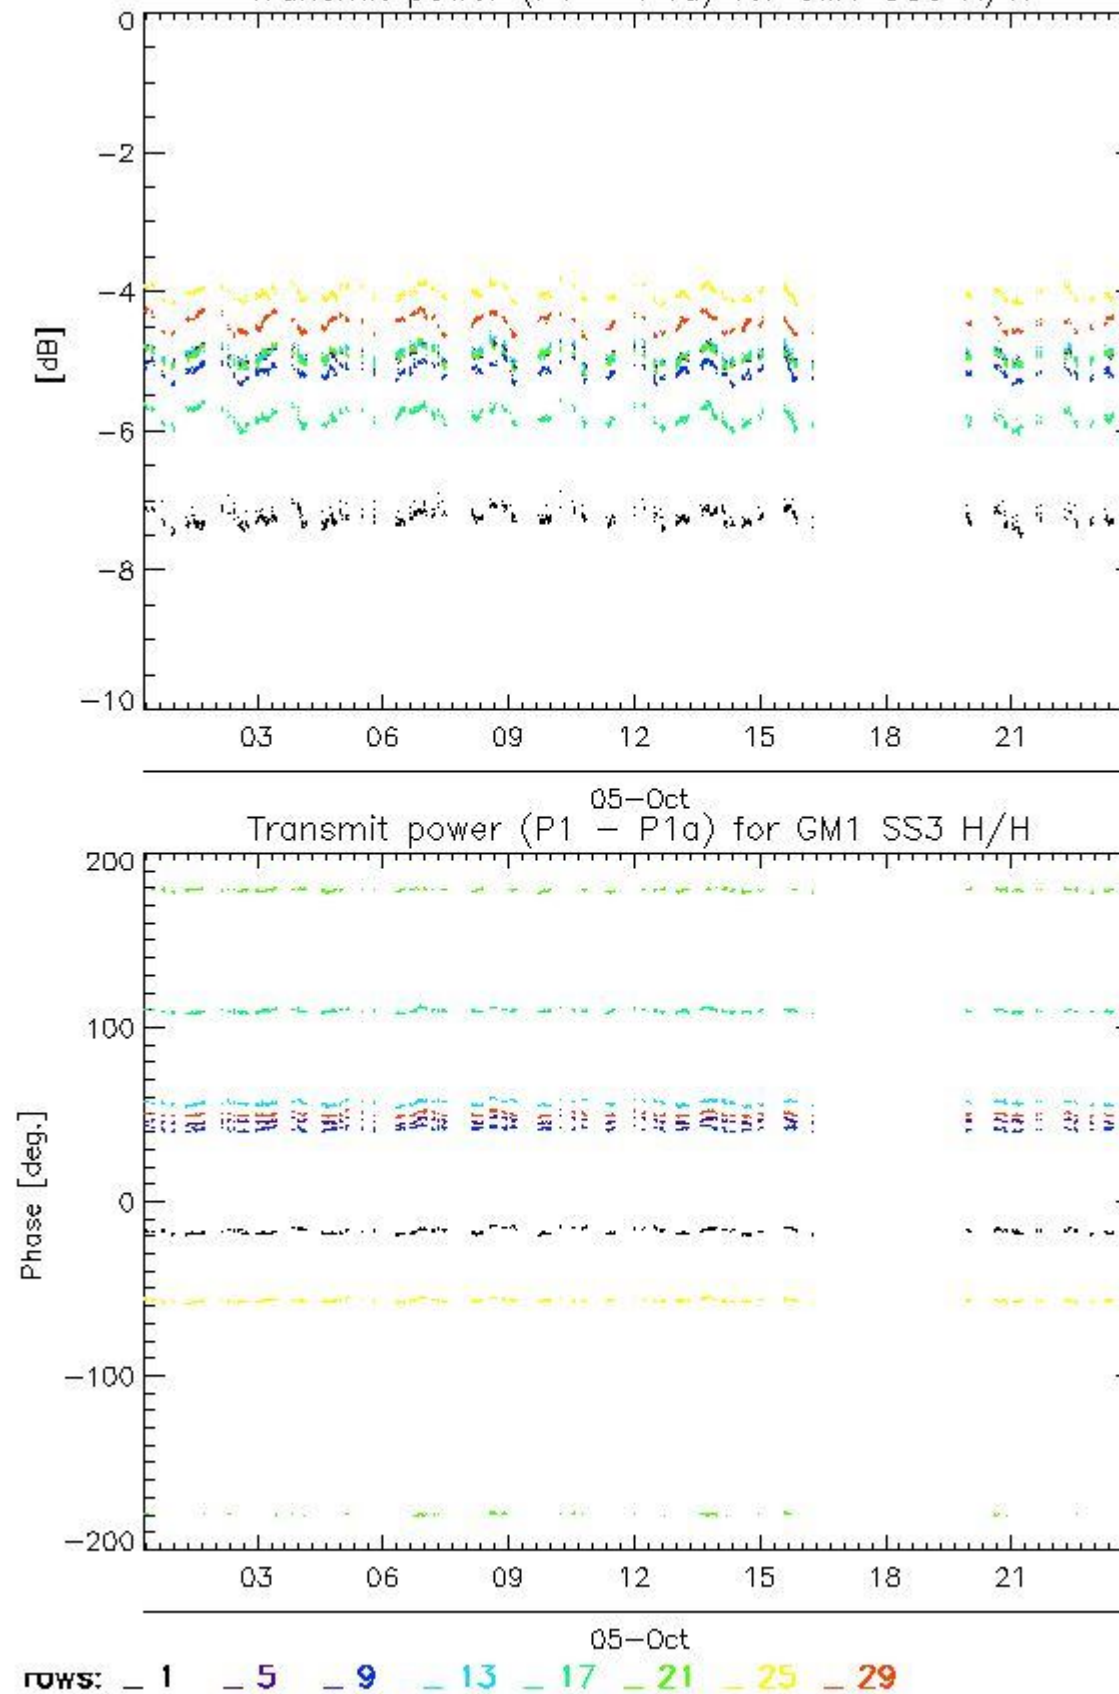 0
−2
−4
[dB]
−6
−8
−10
03 06 09 12 15 18 21
05−Oct
Transmit power (P1 − P1a) for GM1 SS3 H/H
200
100
0
Phase [deg.]
−100
−200
03 06 09 12 15 18 21
05−Oct
rows: _ 1 _ 5 _ 9 _ 13 _ 17 _ 21 _ 25 _ 29